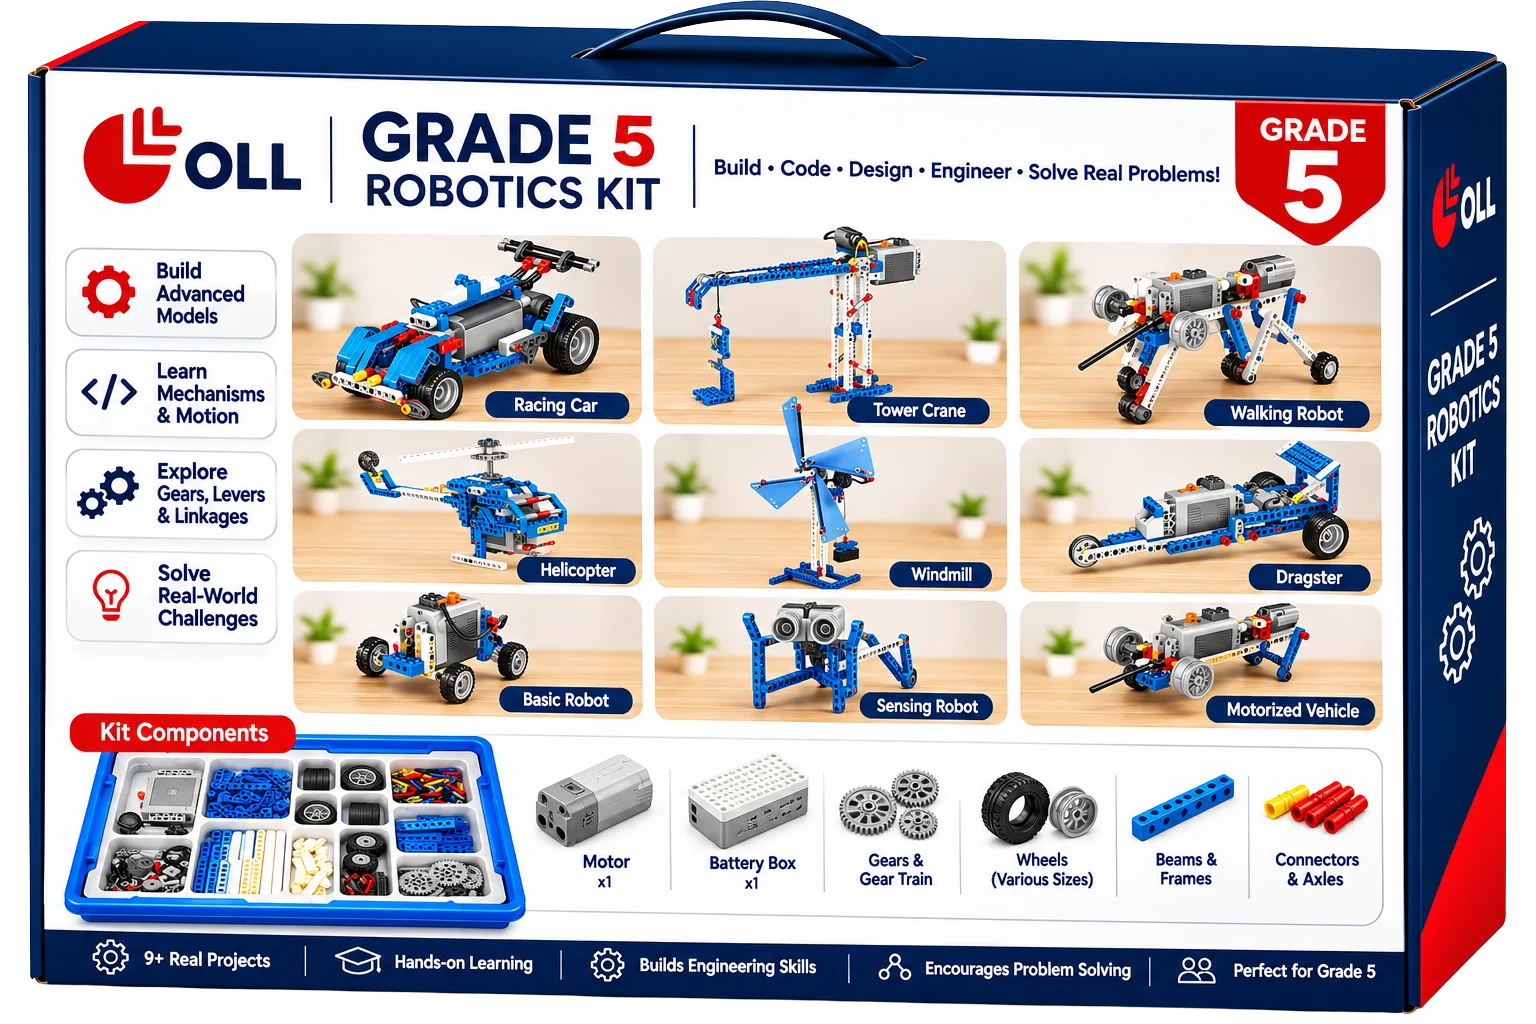 OLL
GRADE 5
ROBOTICS KIT
Build • Code • Design • Engineer • Solve Real Problems!
GRADE
5
Build
Advanced
Models
Learn
Mechanisms
& Motion
Explore
Gears, Levers
& Linkages
Solve
Real-World
Challenges
Racing Car
Tower Crane
Walking Robot
Helicopter
Windmill
Dragster
Basic Robot
Sensing Robot
Motorized Vehicle
Kit Components
Motor
x1
Battery Box
x1
Gears &
Gear Train
Wheels
(Various Sizes)
Beams &
Frames
Connectors
& Axles
9+ Real Projects
Hands-on Learning
Builds Engineering Skills
Encourages Problem Solving
Perfect for Grade 5
OLL
GRADE 5
ROBOTICS
KIT